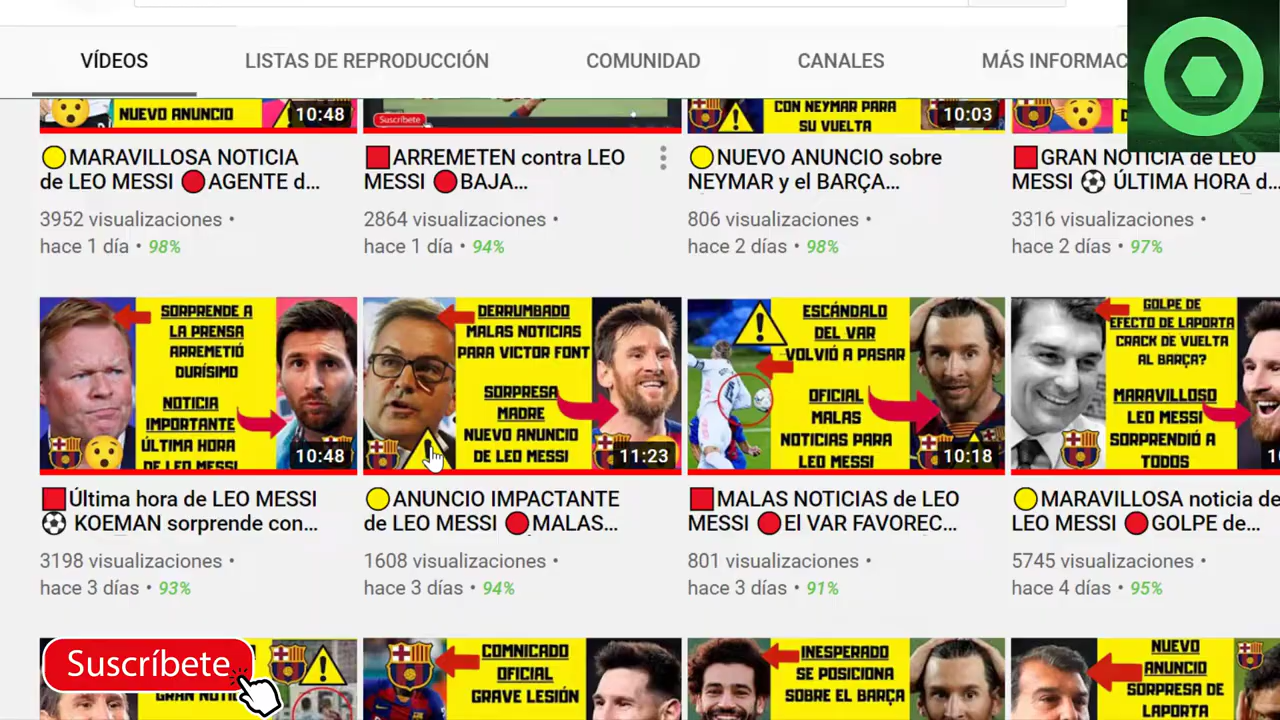 VÍDEOS
LISTAS DE REPRODUCCIÓN
COMUNIDAD
CANALES
MÁS
NUEVO ANUNCIO
10:48
Suscríbete
CON NEYMAR PARA
SU VUELTA
10:03
MARAVILLOSA NOTICIA
de LEO MESSI AGENTE d...
3952 visualizaciones •
hace 1 día • 98%
ARREMETEN contra LEO
MESSI BAJA...
2864 visualizaciones •
hace 1 día • 94%
NUEVO ANUNCIO sobre
NEYMAR y el BARÇA...
806 visualizaciones •
hace 2 días • 98%
GRAN NOTICIA de LEO
MESSI ÚLTIMA HORA d...
3316 visualizaciones •
hace 2 días • 97%
SORPRENDE A
LA PRENSA
ARREMETIÓ
DURÍSIMO
NOTICIA
IMPORTANTE
ÚLTIMA HORA
DE LEO MESSI
10:48
DERRUMBADO
MALAS NOTICIAS
PARA VICTOR FONT
SORPRESA
MADRE
NUEVO ANUNCIO
DE LEO MESSI
11:23
ESCÁNDALO
DEL VAR
VOLVIÓ A PASAR
OFICIAL
MALAS
NOTICIAS PARA
LEO MESSI
10:18
GOLPE DE
EFECTO DE LAPORTA
CRACK DE VUELTA
AL BARÇA?
MARAVILLOSO
LEO MESSI
SORPRENDIÓ A
TODOS
Última hora de LEO MESSI
KOEMAN sorprende con...
3198 visualizaciones •
hace 3 días • 93%
ANUNCIO IMPACTANTE
de LEO MESSI MALAS...
1608 visualizaciones •
hace 3 días • 94%
MALAS NOTICIAS de LEO
MESSI El VAR FAVOREC...
801 visualizaciones •
hace 3 días • 91%
MARAVILLOSA noticia de
LEO MESSI GOLPE de...
5745 visualizaciones •
hace 4 días • 95%
Suscríbete
GRAN
COMNICADO
OFICIAL
GRAVE LESIÓN
INESPERADO
SE POSICIONA
SOBRE EL BARÇA
NUEVO
ANUNCIO
SORPRESA DE
LAPORTA